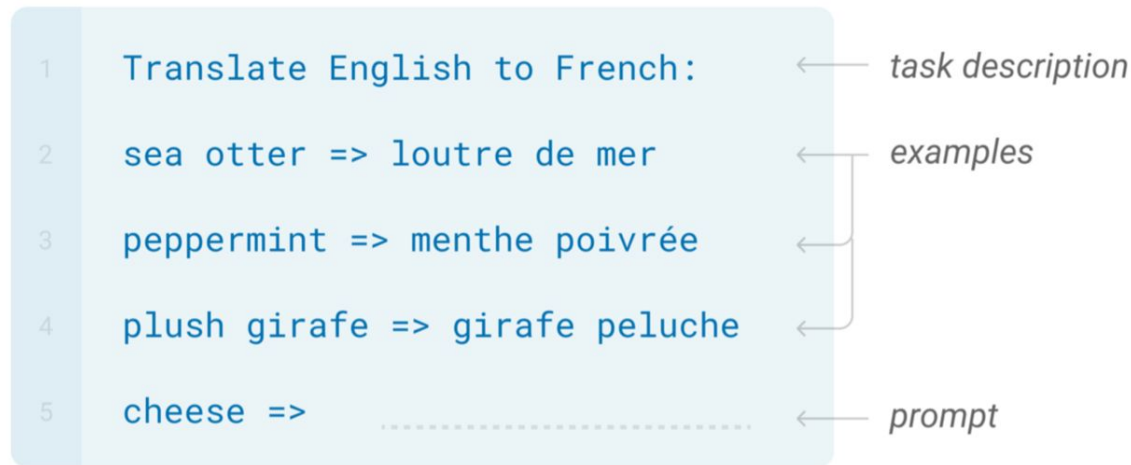 1 Translate English to French: task description
2 sea otter => loutre de mer examples
3 peppermint => menthe poivrée
4 plush girafe => girafe peluche
5 cheese => prompt